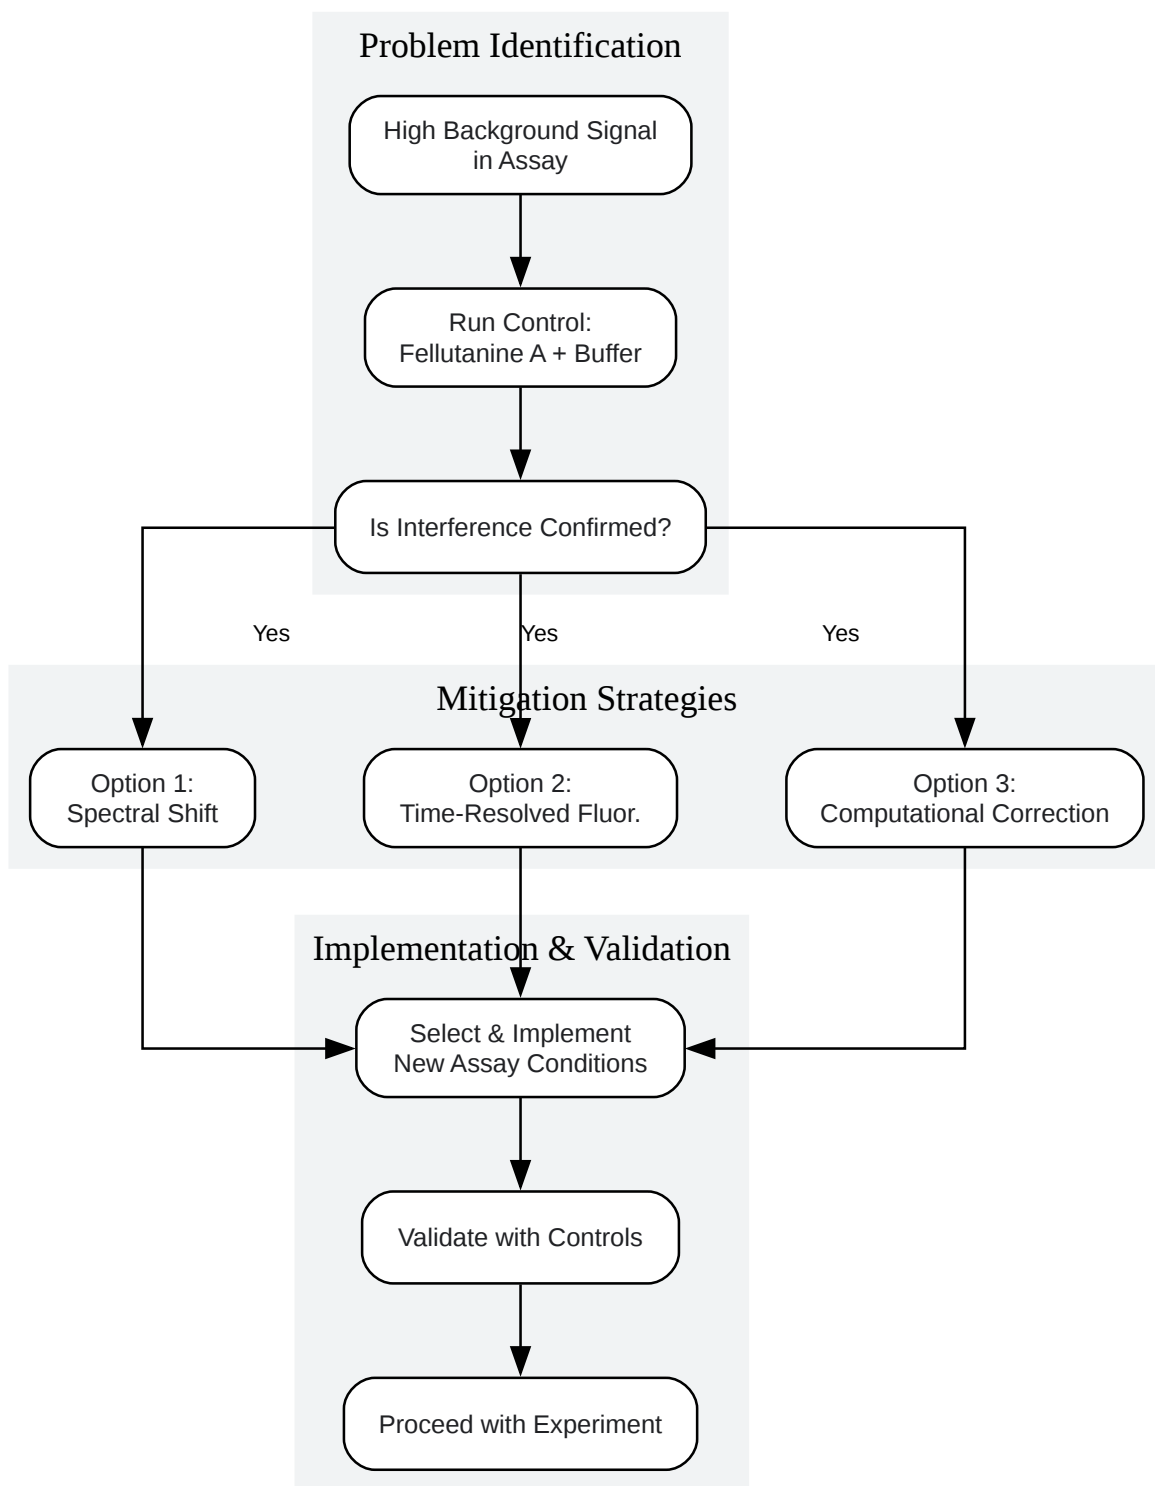 Problem Identification
High Background Signal
in Assay
Run Control:
Fellutanine A + Buffer
Is Interference Confirmed?
Yes
Yes
Yes
Mitigation Strategies
Option 1:
Spectral Shift
Option 2:
Time-Resolved Fluor.
Option 3:
Computational Correction
Implementation & Validation
Select & Implement
New Assay Conditions
Validate with Controls
Proceed with Experiment